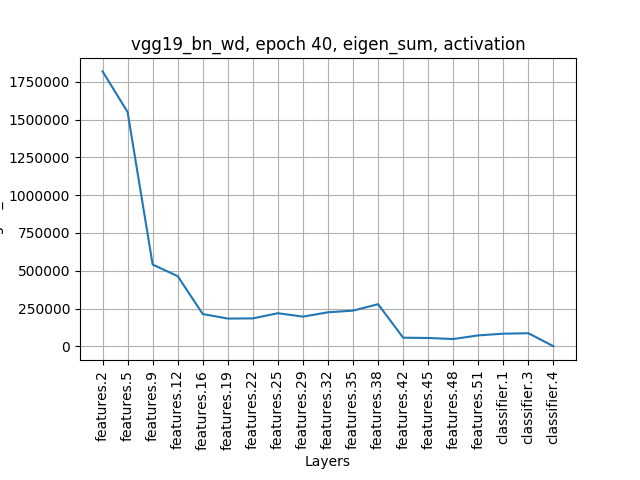 vgg19_bn_wd, epoch 40, eigen_sum, activation
1750000
1500000
1250000
1000000
750000
500000
250000
0
features.2
features.5
features.9
features.12
features.16
features.19
features.22
features.25
features.29
features.32
features.35
features.38
features.42
features.45
features.48
features.51
classifier.1
classifier.3
classifier.4
Layers